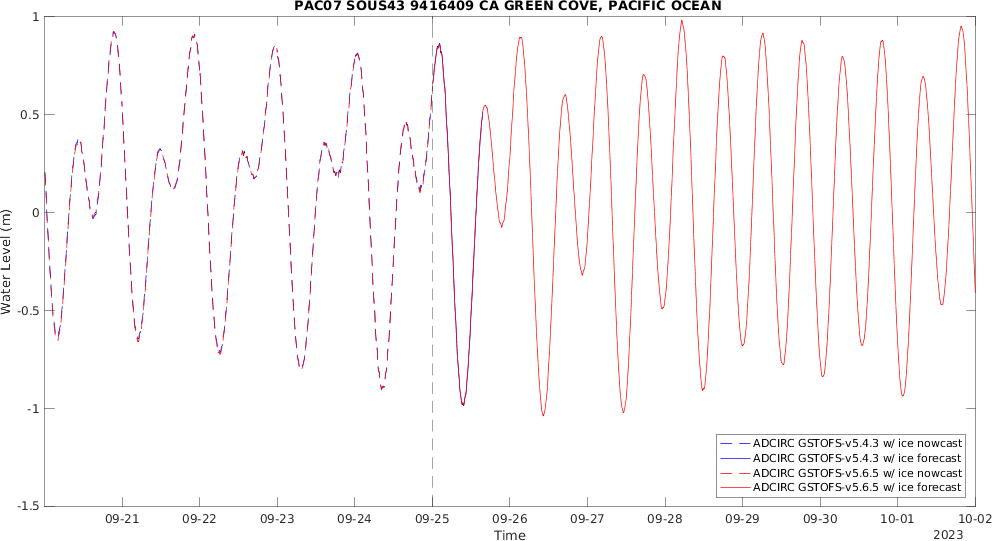 PAC07 SOUS43 9416409 CA GREEN COVE, PACIFIC OCEAN
Water Level (m)
1
0.5
0
-0.5
-1
-1.5
ADCIRC GSTOFS-v5.4.3 w/ ice nowcast
ADCIRC GSTOFS-v5.4.3 w/ ice forecast
ADCIRC GSTOFS-v5.6.5 w/ ice nowcast
ADCIRC GSTOFS-v5.6.5 w/ ice forecast
09-21 09-22 09-23 09-24 09-25 09-26 09-27 09-28 09-29 09-30 10-01 10-02
Time
2023